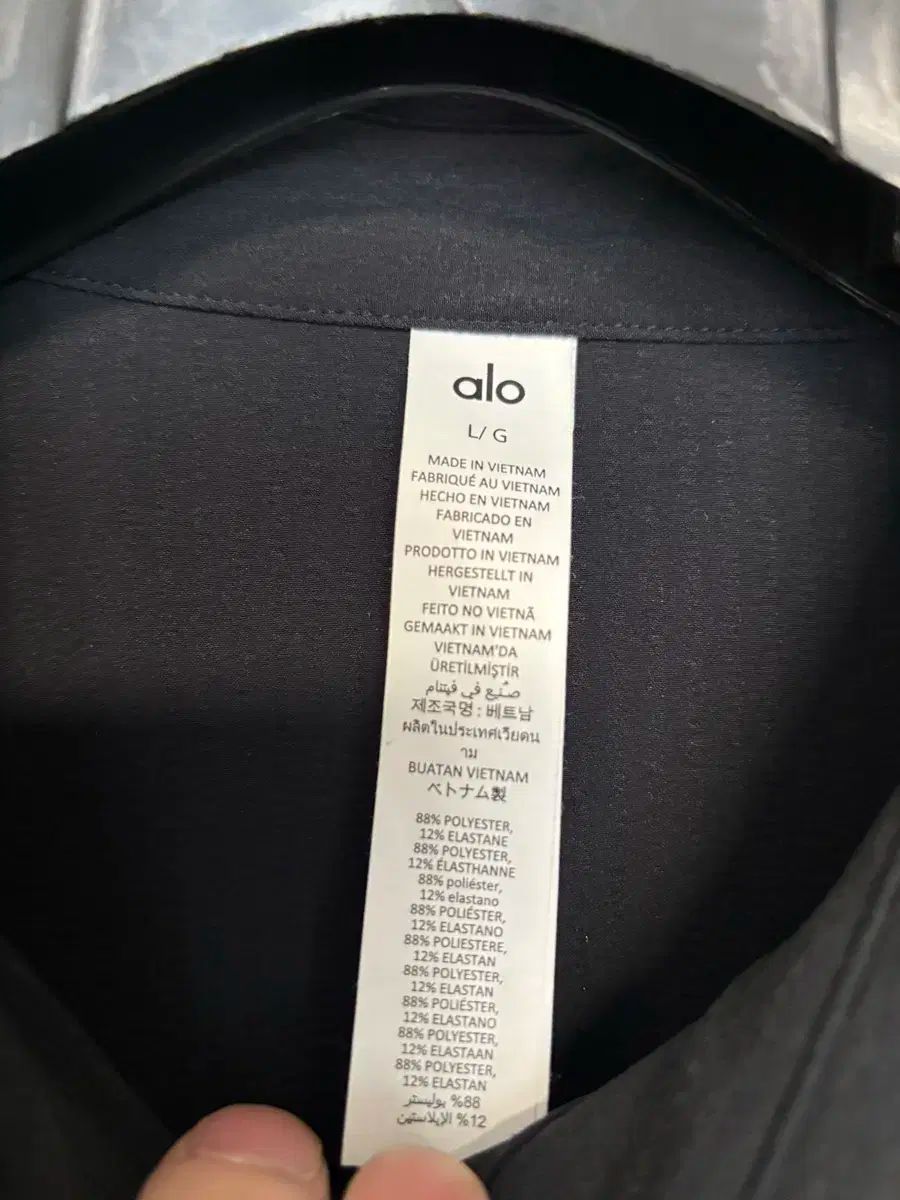 alo
L/ G
MADE IN VIETNAM
FABRIQUÉ AU VIETNAM
HECHO EN VIETNAM
FABRICADO EN
VIETNAM
PRODOTTO IN VIETNAM
HERGESTELLT IN
VIETNAM
FEITO NO VIETNÃ
GEMAAKT IN VIETNAM
VIETNAM'DA
ÜRETİLMİŞTİR
صُنِع في فيتنام
제조국명 : 베트남
ผลิตในประเทศเวียดน
าม
BUATAN VIETNAM
ベトナム製
88% POLYESTER,
12% ELASTANE
88% POLYESTER,
12% ÉLASTHANNE
88% poliéster,
12% elastano
88% POLIÉSTER,
12% ELASTANO
88% POLIESTERE,
12% ELASTAN
88% POLYESTER,
12% ELASTAN
88% POLIÉSTER,
12% ELASTANO
88% POLYESTER,
12% ELASTAAN
88% POLYESTER,
12% ELASTAN
88% بوليستر
12% الإيلاستين